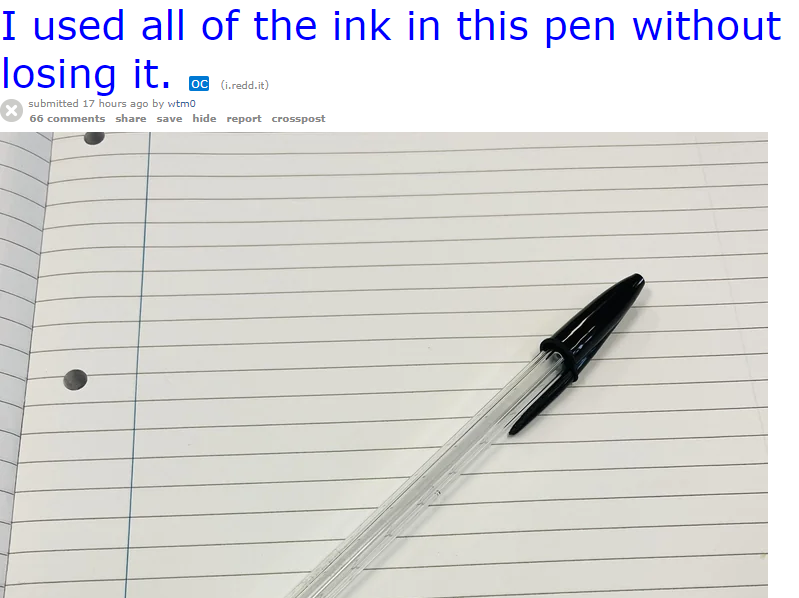 I used all of the ink in this pen without
losing it. OC (i.redd.it)
submitted 17 hours ago by wtm0
66 comments share save hide report crosspost